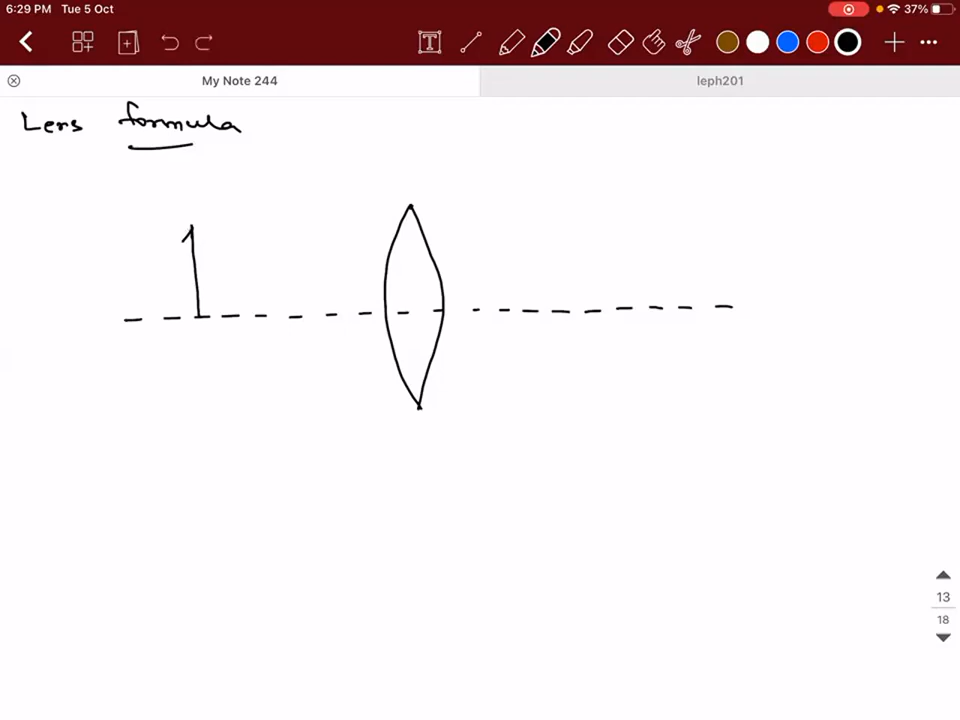 6:29 PM Tue 5 Oct 37%
My Note 244 leph201
Lens formula
13
18